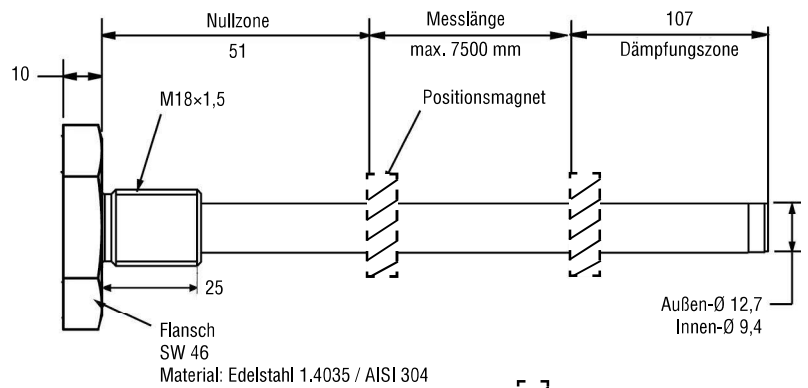 Nullzone
51
Messlänge
max. 7500 mm
107
Dämpfungszone
10
M18×1,5
Positionsmagnet
25
Außen-Ø 12,7
Innen-Ø 9,4
Flansch
SW 46
Material: Edelstahl 1.4035 / AISI 304